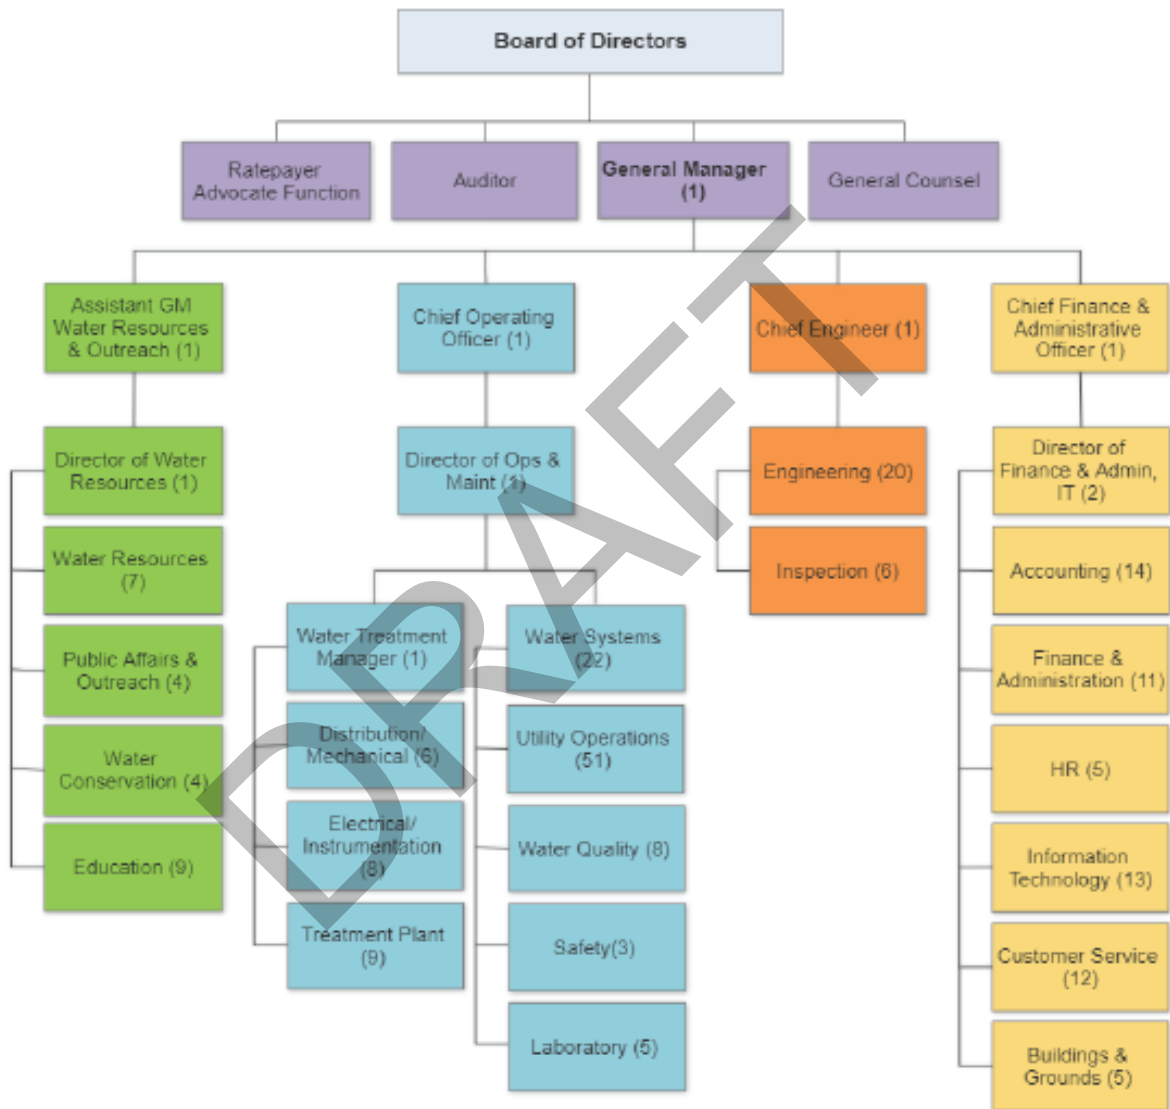 Board of Directors
Ratepayer
Advocate Function
Auditor
General Manager
(1)
General Counsel
Assistant GM
Water Resources
& Outreach (1)
Chief Operating
Officer (1)
Chief Engineer (1)
Chief Finance &
Administrative
Officer (1)
Director of Water
Resources (1)
Water Resources
(7)
Public Affairs &
Outreach (4)
Water
Conservation (4)
Education (9)
Director of Ops &
Maint (1)
Water Treatment
Manager (1)
Distribution/
Mechanical (6)
Electrical/
Instrumentation
(8)
Treatment Plant
(9)
Water Systems
(22)
Utility Operations
(51)
Water Quality (8)
Safety(3)
Laboratory (5)
Engineering (20)
Inspection (6)
Director of
Finance & Admin,
IT (2)
Accounting (14)
Finance &
Administration (11)
HR (5)
Information
Technology (13)
Customer Service
(12)
Buildings &
Grounds (5)
DRAFT